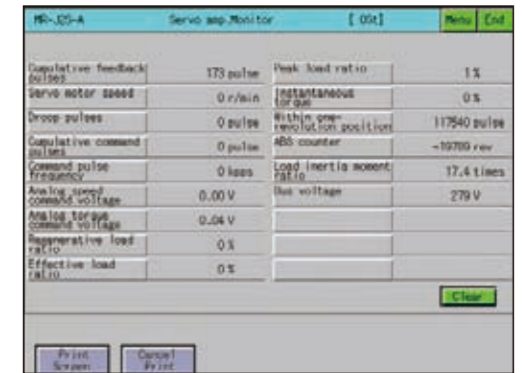 MR-J2S-A Servo amp.Monitor [ 0St] Menu End
Cumulative feedback pulses 173 pulse Peak load ratio 1 %
Servo motor speed 0 r/min Instantaneous torque 0 %
Droop pulses 0 pulse Within one-revolution position 117540 pulse
Cumulative command pulses 0 pulse ABS counter -19789 rev
Command pulse frequency 0 kpps Load inertia moment ratio 17.4 times
Analog speed command voltage 0.00 V Bus voltage 279 V
Analog torque command voltage 0.04 V
Regenerative load ratio 0 %
Effective load ratio 0 %
Clear
Print Screen Cancel Print